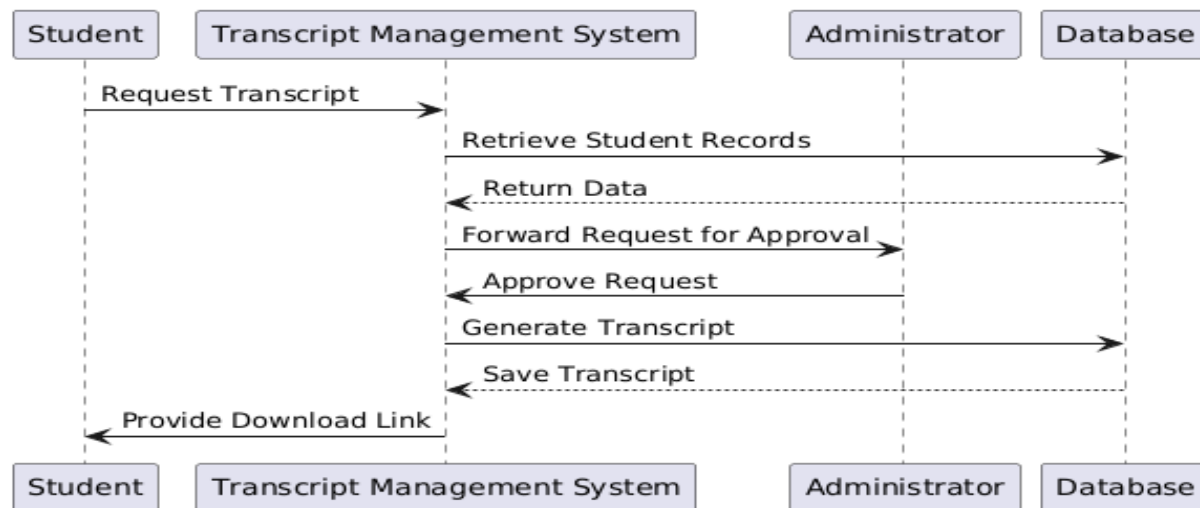 Student Transcript Management System Administrator Database
Request Transcript
Retrieve Student Records
Return Data
Forward Request for Approval
Approve Request
Generate Transcript
Save Transcript
Provide Download Link
Student Transcript Management System Administrator Database